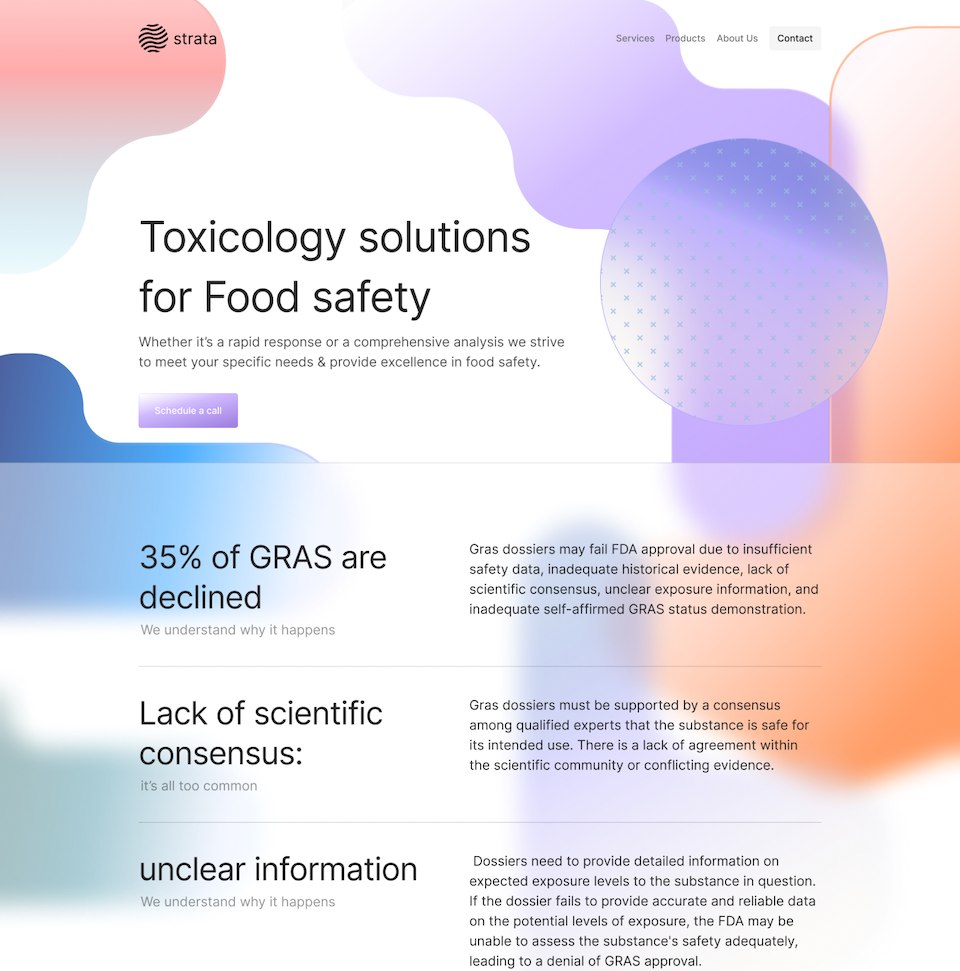 strata
Services Products About Us Contact
Toxicology solutions
for Food safety
Whether it’s a rapid response or a comprehensive analysis we strive
to meet your specific needs & provide excellence in food safety.
Schedule a call
35% of GRAS are
declined
We understand why it happens
Gras dossiers may fail FDA approval due to insufficient
safety data, inadequate historical evidence, lack of
scientific consensus, unclear exposure information, and
inadequate self-affirmed GRAS status demonstration.
Lack of scientific
consensus:
it’s all too common
Gras dossiers must be supported by a consensus
among qualified experts that the substance is safe for
its intended use. There is a lack of agreement within
the scientific community or conflicting evidence.
unclear information
We understand why it happens
Dossiers need to provide detailed information on
expected exposure levels to the substance in question.
If the dossier fails to provide accurate and reliable data
on the potential levels of exposure, the FDA may be
unable to assess the substance's safety adequately,
leading to a denial of GRAS approval.